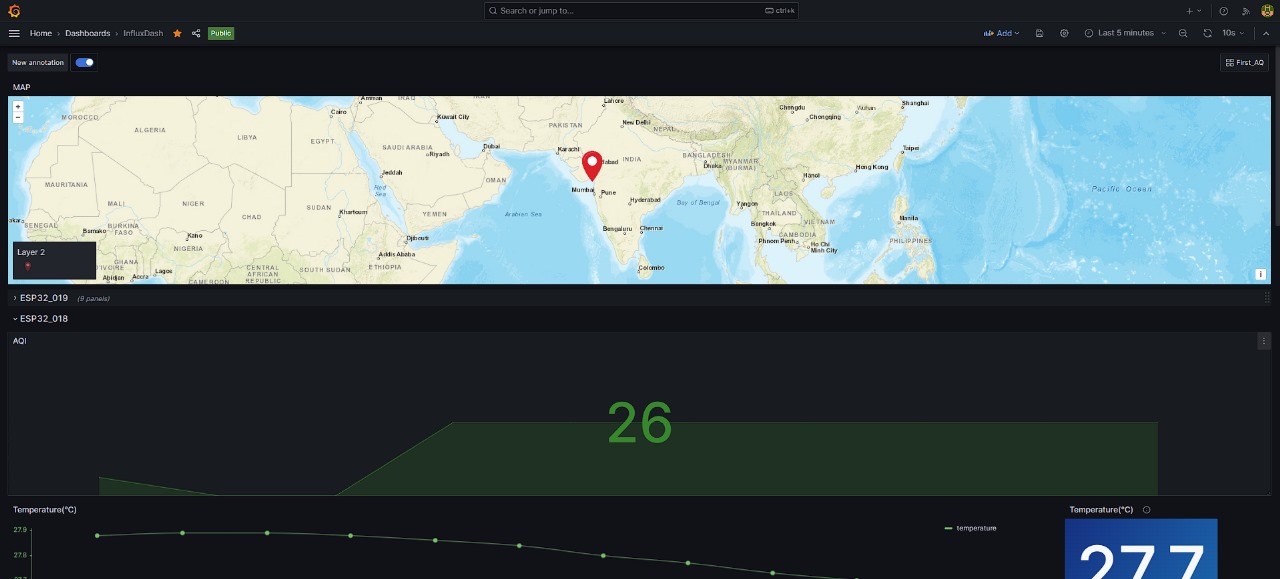 Search or jump to...
ctrl+k
Home › Dashboards › InfluxDash
Public
Add
Last 5 minutes
10s
New annotation
First_AQ
MAP
+
−
MOROCCO
ALGERIA
LIBYA
EGYPT
Cairo
Amman
IRAQ
Kuwait City
SAUDI ARABIA
Riyadh
Dubai
Jeddah
Red Sea
OMAN
YEMEN
MAURITANIA
MALI
NIGER
CHAD
SUDAN
Khartoum
Djibouti
Addis Ababa
ETHIOPIA
SENEGAL
Bamako
BURKINA FASO
Kano
NIGERIA
GHANA
Abidjan
Accra
Lagos
CAMEROON
CENTRAL AFRICAN REPUBLIC
SOUTH SUDAN
Lahore
PAKISTAN
New Delhi
NEPAL
Karachi
INDIA
Mumbai
Pune
Hyderabad
Bengaluru
Chennai
Colombo
Arabian Sea
Bay of Bengal
BANGLADESH
Dhaka
MYANMAR (BURMA)
Yangon
LAOS
THAILAND
Bangkok
VIETNAM
CAMBODIA
Phnom Penh
Ho Chi Minh City
Hanoi
Chengdu
Chongqing
Wuhan
Shanghai
Taipei
Hong Kong
Manila
PHILIPPINES
Pacific Ocean
Layer 2
i
ESP32_019 (9 panels)
ESP32_018
AQI
26
Temperature(°C)
27.9
27.8
temperature
Temperature(°C)
27.7